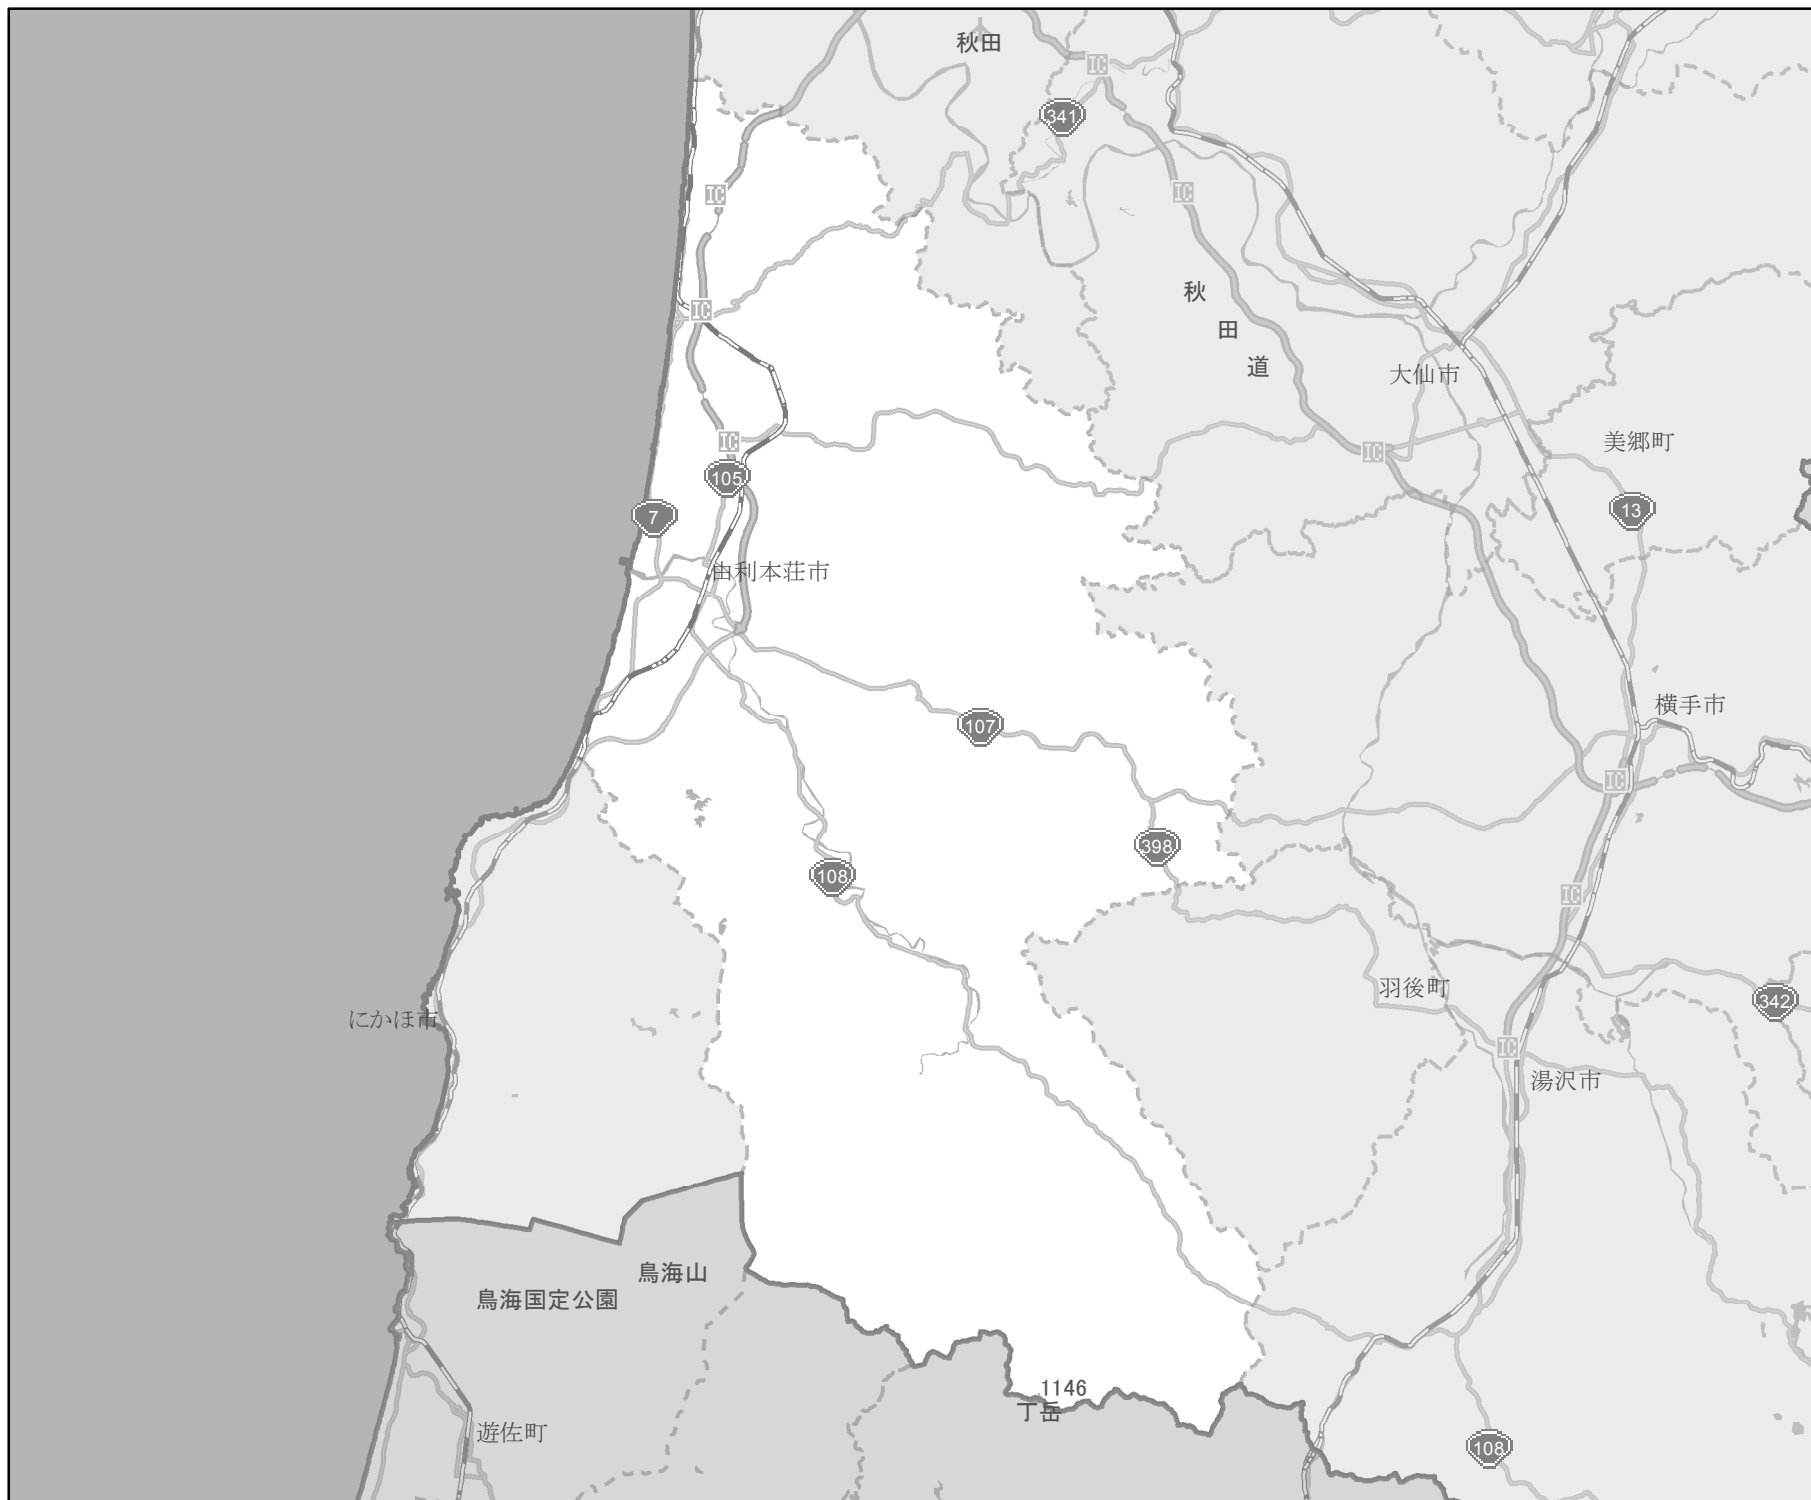 秋田
IC
341
IC
IC
秋田道
IC
大仙市
IC
IC
美郷町
105
7
13
由利本荘市
横手市
107
IC
398
108
IC
羽後町
342
にかほ市
IC
湯沢市
鳥海山
鳥海国定公園
1146
丁岳
遊佐町
108